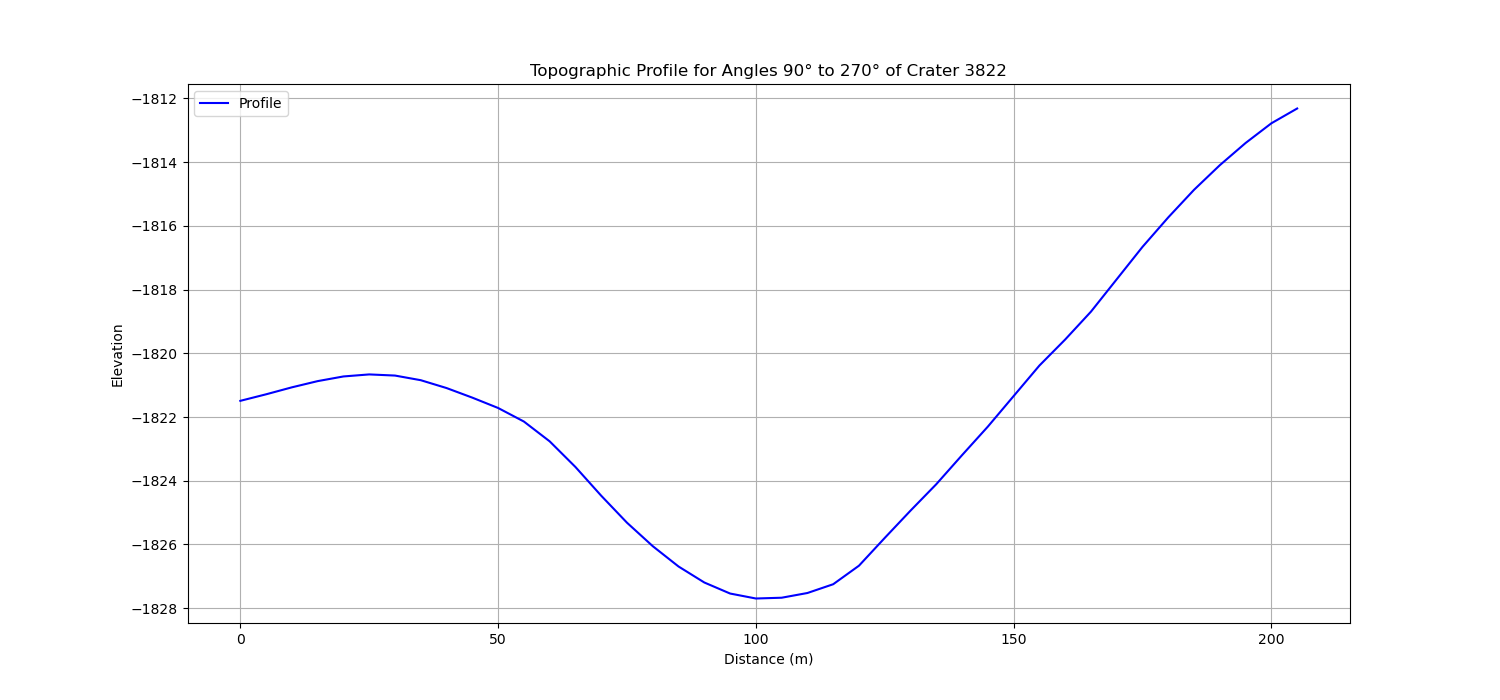 Topographic Profile for Angles 90° to 270° of Crater 3822
Profile
−1812
−1814
−1816
−1818
−1820
−1822
−1824
−1826
−1828
Elevation
0 50 100 150 200
Distance (m)